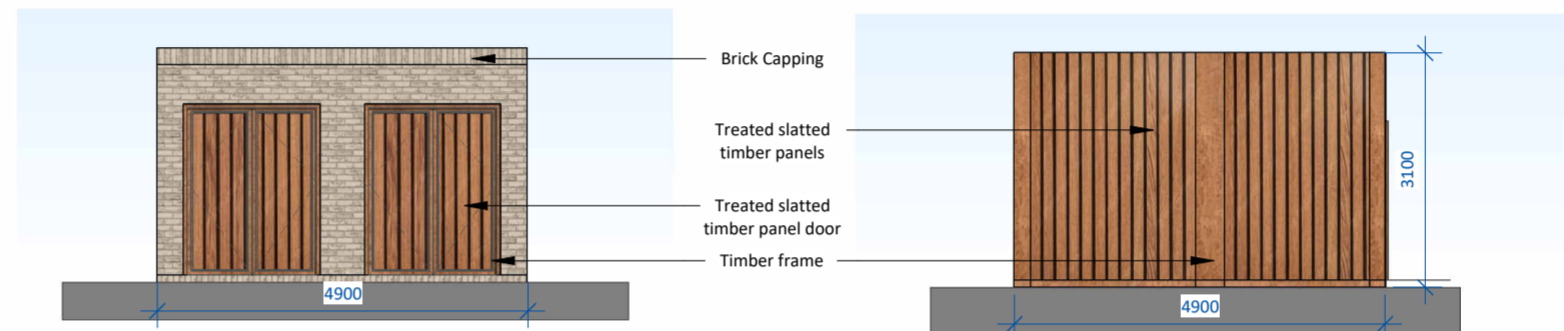 Brick Capping
Treated slatted
timber panels
Treated slatted
timber panel door
Timber frame
4900
3100
4900